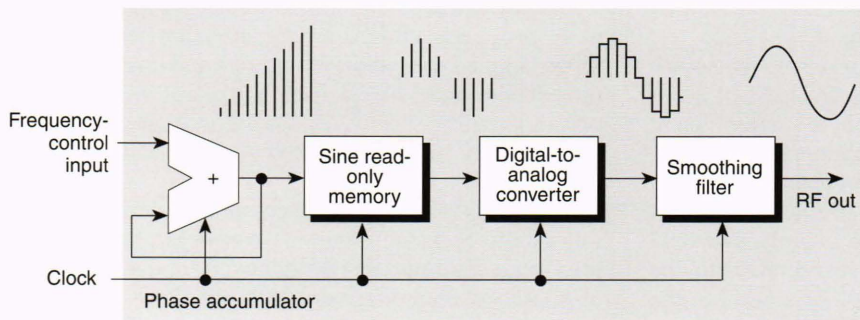 Frequency-
control
input
+
Sine read-
only
memory
Digital-to-
analog
converter
Smoothing
filter
RF out
Clock
Phase accumulator